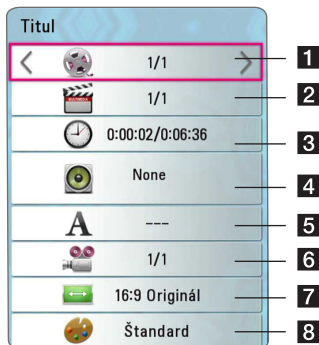 Titul
1/1 1
1/1 2
0:00:02/0:06:36 3
None 4
A --- 5
1/1 6
16:9 Originál 7
Štandard 8